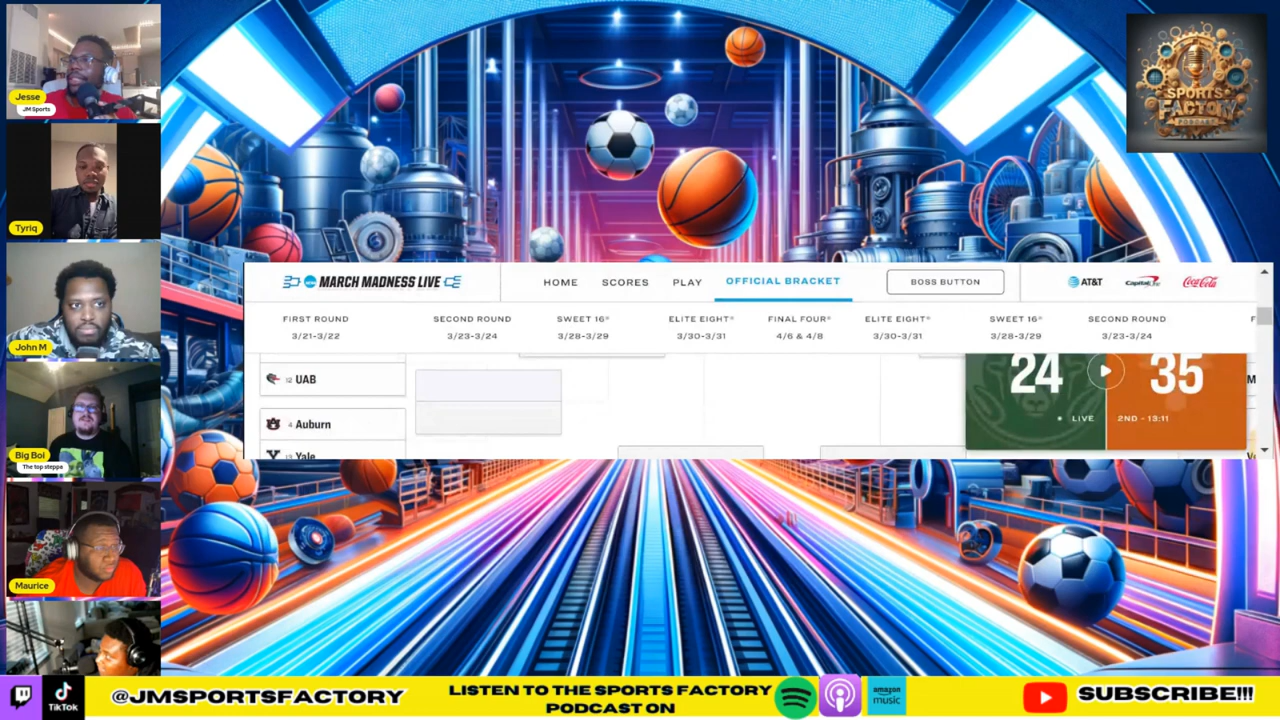 Jesse
JM Sports
Tyriq
John M
Big Boi
The top steppa
Maurice
SPORTS
FACTORY
PODCAST
MARCH MADNESS LIVE
HOME SCORES PLAY OFFICIAL BRACKET BOSS BUTTON
AT&T Capital One Coca-Cola
FIRST ROUND SECOND ROUND SWEET 16® ELITE EIGHT® FINAL FOUR® ELITE EIGHT® SWEET 16® SECOND ROUND F
3/21-3/22 3/23-3/24 3/28-3/29 3/30-3/31 4/6 & 4/8 3/30-3/31 3/28-3/29 3/23-3/24
12 UAB
4 Auburn
13 Yale
24 35
LIVE 2ND - 13:11
M
TikTok
@JMSPORTSFACTORY
LISTEN TO THE SPORTS FACTORY
PODCAST ON
amazon
music
SUBSCRIBE!!!